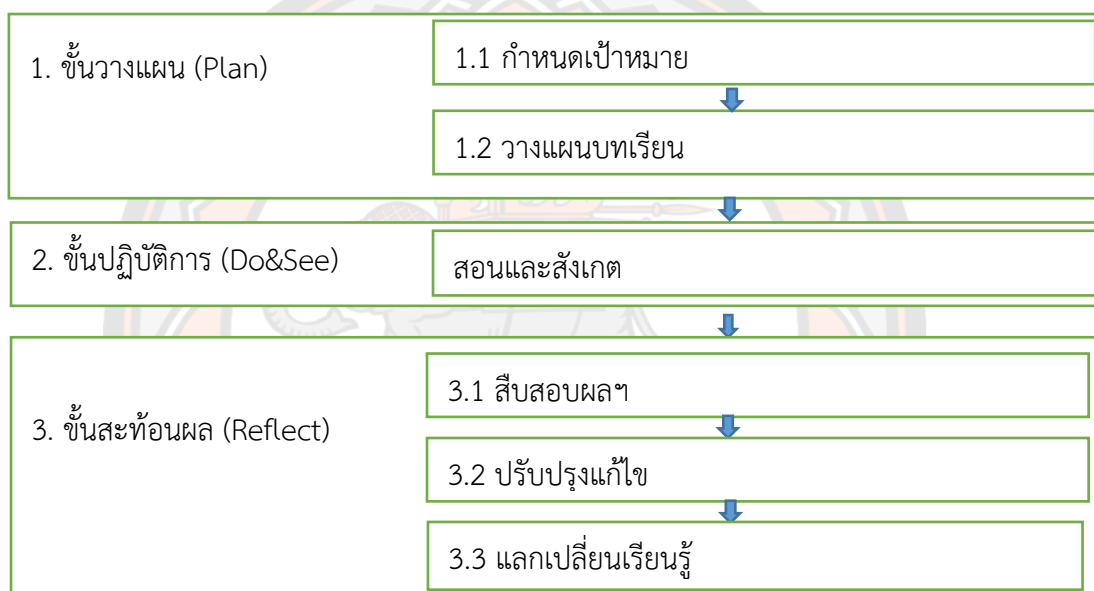 1. ขั้นวางแผน (Plan)
1.1 กำหนดเป้าหมาย
1.2 วางแผนบทเรียน
2. ขั้นปฏิบัติการ (Do&See)
สอนและสังเกต
3. ขั้นสะท้อนผล (Reflect)
3.1 สืบสอบผลฯ
3.2 ปรับปรุงแก้ไข
3.3 แลกเปลี่ยนเรียนรู้